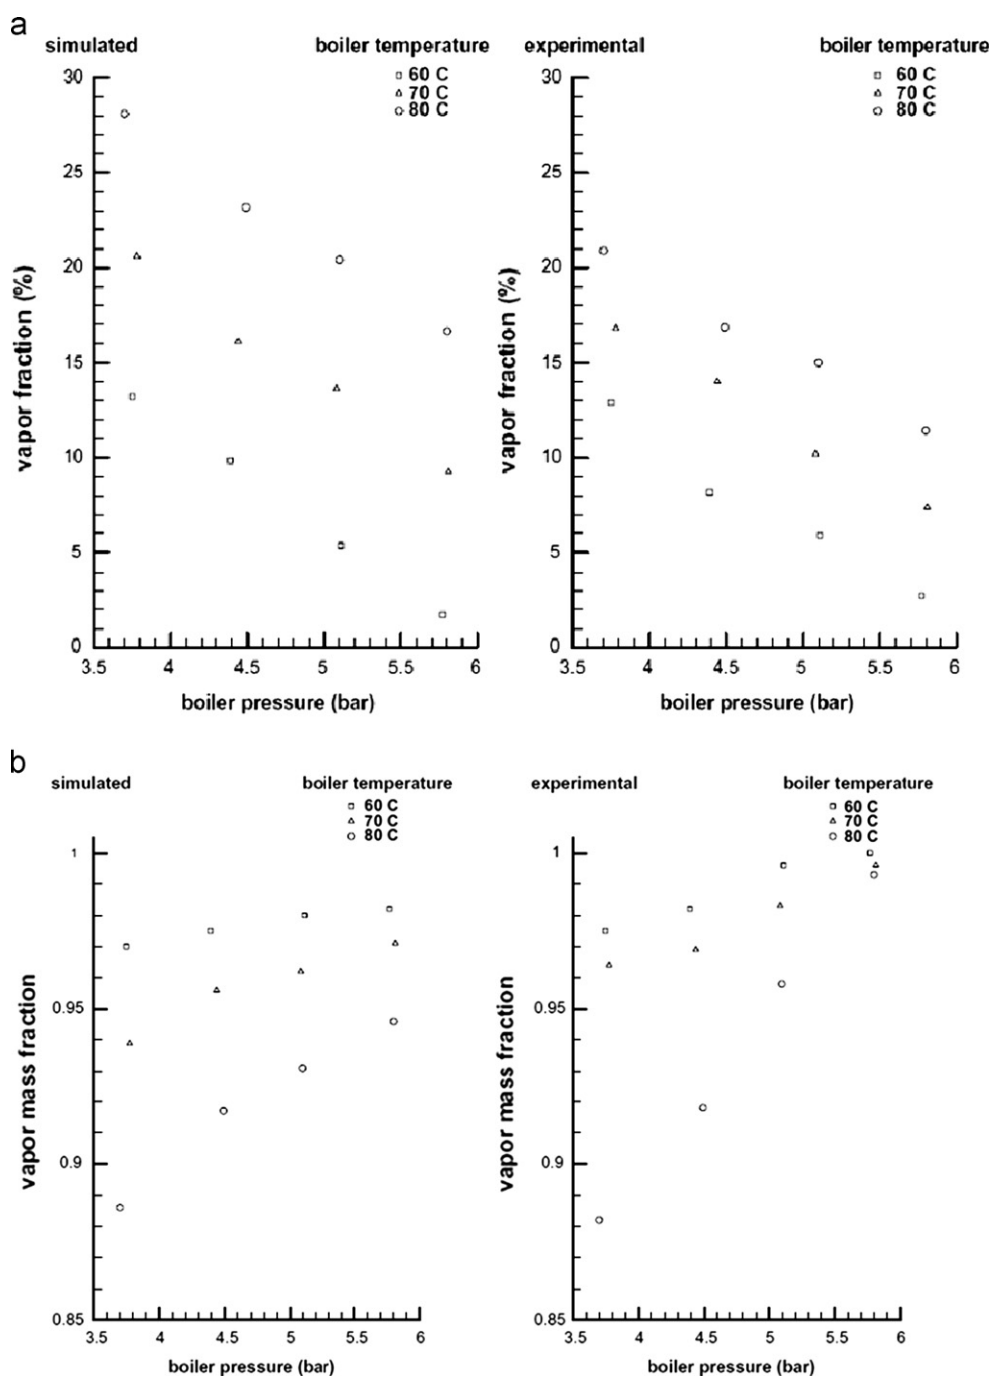 a
simulated
boiler temperature
60 C
70 C
80 C
30
25
20
15
10
5
0
3.5 4 4.5 5 5.5 6
vapor fraction (%)
boiler pressure (bar)
experimental
boiler temperature
60 C
70 C
80 C
30
25
20
15
10
5
0
3.5 4 4.5 5 5.5 6
vapor fraction (%)
boiler pressure (bar)
b
simulated
boiler temperature
60 C
70 C
80 C
1
0.95
0.9
0.85
3.5 4 4.5 5 5.5 6
vapor mass fraction
boiler pressure (bar)
experimental
boiler temperature
60 C
70 C
80 C
1
0.95
0.9
0.85
3.5 4 4.5 5 5.5 6
vapor mass fraction
boiler pressure (bar)